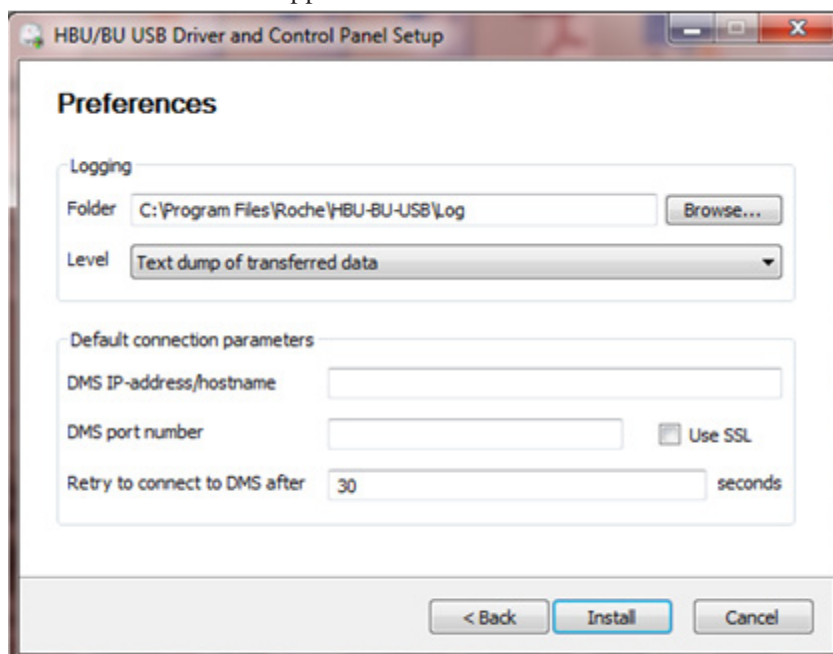 HBU/BU USB Driver and Control Panel Setup
Preferences
Logging
Folder C:\Program Files\Roche\HBU-BU-USB\Log Browse...
Level Text dump of transferred data
Default connection parameters
DMS IP-address/hostname
DMS port number Use SSL
Retry to connect to DMS after 30 seconds
< Back Install Cancel